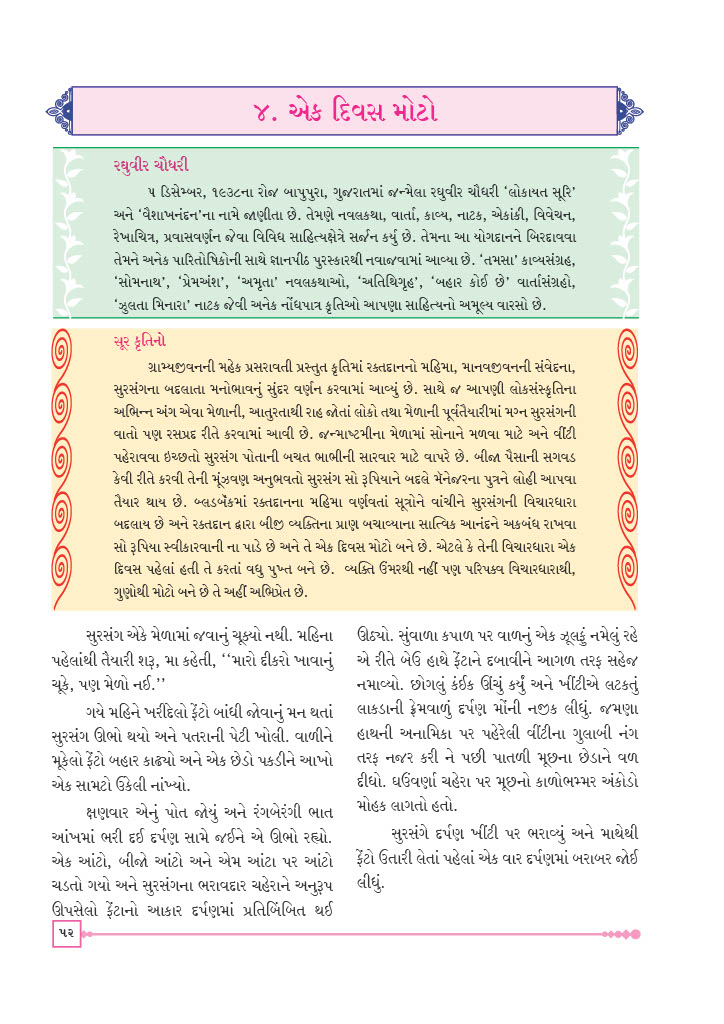 ૪. એક દિવસ મોટો
રઘુવીર ચૌધરી
૫ ડિસેમ્બર, ૧૯૩૮ના રોજ બાપુપુરા, ગુજરાતમાં જન્મેલા રઘુવીર ચૌધરી ‘લોકાયત સૂરિ’
અને ‘વૈશાખનંદન’ના નામે જાણીતા છે. તેમણે નવલકથા, વાર્તા, કાવ્ય, નાટક, એકાંકી, વિવેચન,
રેખાચિત્ર, પ્રવાસવર્ણન જેવા વિવિધ સાહિત્યક્ષેત્રે સર્જન કર્યુ છે. તેમના આ યોગદાનને બિરદાવવા
તેમને અનેક પારિતોષિકોની સાથે જ્ઞાનપીઠ પુરસ્કારથી નવાજવામાં આવ્યા છે. ‘તમસા’ કાવ્યસંગ્રહ,
‘સોમનાથ’, ‘પ્રેમઅંશ’, ‘અમૃતા’ નવલકથાઓ, ‘અતિથિગૃહ’, ‘બહાર કોઈ છે’ વાર્તાસંગ્રહો,
‘ઝુલતા મિનારા’ નાટક જેવી અનેક નોંધપાત્ર કૃતિઓ આપણા સાહિત્યનો અમૂલ્ય વારસો છે.
સૂર કૃતિનો
ગ્રામ્યજીવનની મહેક પ્રસરાવતી પ્રસ્તુત કૃતિમાં રક્તદાનનો મહિમા, માનવજીવનની સંવેદના,
સુરસંગના બદલાતા મનોભાવનું સુંદર વર્ણન કરવામાં આવ્યું છે. સાથે જ આપણી લોકસંસ્કૃતિના
અભિન્ન અંગ એવા મેળાની, આતુરતાથી રાહ જોતાં લોકો તથા મેળાની પૂર્વતૈયારીમાં મગ્ન સુરસંગની
વાતો પણ રસપ્રદ રીતે કરવામાં આવી છે. જન્માષ્ટમીના મેળામાં સોનાને મળવા માટે અને વીંટી
પહેરાવવા ઇચ્છતો સુરસંગ પોતાની બચત ભાભીની સારવાર માટે વાપરે છે. બીજા પૈસાની સગવડ
કેવી રીતે કરવી તેની મૂંઝવણ અનુભવતો સુરસંગ સો રૂપિયાને બદલે મૅનેજરના પુત્રને લોહી આપવા
તૈયાર થાય છે. બ્લડબૅંકમાં રક્તદાનના મહિમા વર્ણવતાં સૂત્રોને વાંચીને સુરસંગની વિચારધારા
બદલાય છે અને રક્તદાન દ્વારા બીજી વ્યક્તિના પ્રાણ બચાવ્યાના સાત્વિક આનંદને અકબંધ રાખવા
સો રૂપિયા સ્વીકારવાની ના પાડે છે અને તે એક દિવસ મોટો બને છે. એટલે કે તેની વિચારધારા એક
દિવસ પહેલાં હતી તે કરતાં વધુ પુખ્ત બને છે. વ્યક્તિ ઉંમરથી નહીં પણ પરિપક્વ વિચારધારાથી,
ગુણોથી મોટો બને છે તે અહીં અભિપ્રેત છે.
સુરસંગ એકે મેળામાં જવાનું ચૂક્યો નથી. મહિના
પહેલાંથી તૈયારી શરૂ, મા કહેતી, ‘‘મારો દીકરો ખાવાનું
ચૂકે, પણ મેળો નઈ.’’
ગયે મહિને ખરીદેલો ફેંટો બાંધી જોવાનું મન થતાં
સુરસંગ ઊભો થયો અને પતરાની પેટી ખોલી. વાળીને
મૂકેલો ફેંટો બહાર કાઢ્યો અને એક છેડો પકડીને આખો
એક સામટો ઉકેલી નાંખ્યો.
ક્ષણવાર એનું પોત જોયું અને રંગબેરંગી ભાત
આંખમાં ભરી દઈ દર્પણ સામે જઈને એ ઊભો રહ્યો.
એક આંટો, બીજો આંટો અને એમ આંટા પર આંટો
ચડતો ગયો અને સુરસંગના ભરાવદાર ચહેરાને અનુરૂપ
ઊપસેલો ફેંટાનો આકાર દર્પણમાં પ્રતિબિંબિત થઈ
ઊઠ્યો. સુંવાળા કપાળ પર વાળનું એક ઝૂલફું નમેલું રહે
એ રીતે બેઉ હાથે ફેંટાને દબાવીને આગળ તરફ સહેજ
નમાવ્યો. છોગલું કંઈક ઊંચું કર્યું અને ખીંટીએ લટકતું
લાકડાની ફ્રેમવાળું દર્પણ મોંની નજીક લીધું. જમણા
હાથની અનામિકા પર પહેરેલી વીંટીના ગુલાબી નંગ
તરફ નજર કરી ને પછી પાતળી મૂછના છેડાને વળ
દીધો. ઘઉંવર્ણા ચહેરા પર મૂછનો કાળોભમ્મર અંકોડો
મોહક લાગતો હતો.
સુરસંગે દર્પણ ખીંટી પર ભરાવ્યું અને માથેથી
ફેંટો ઉતારી લેતાં પહેલાં એક વાર દર્પણમાં બરાબર જોઈ
લીધું.
૫૨